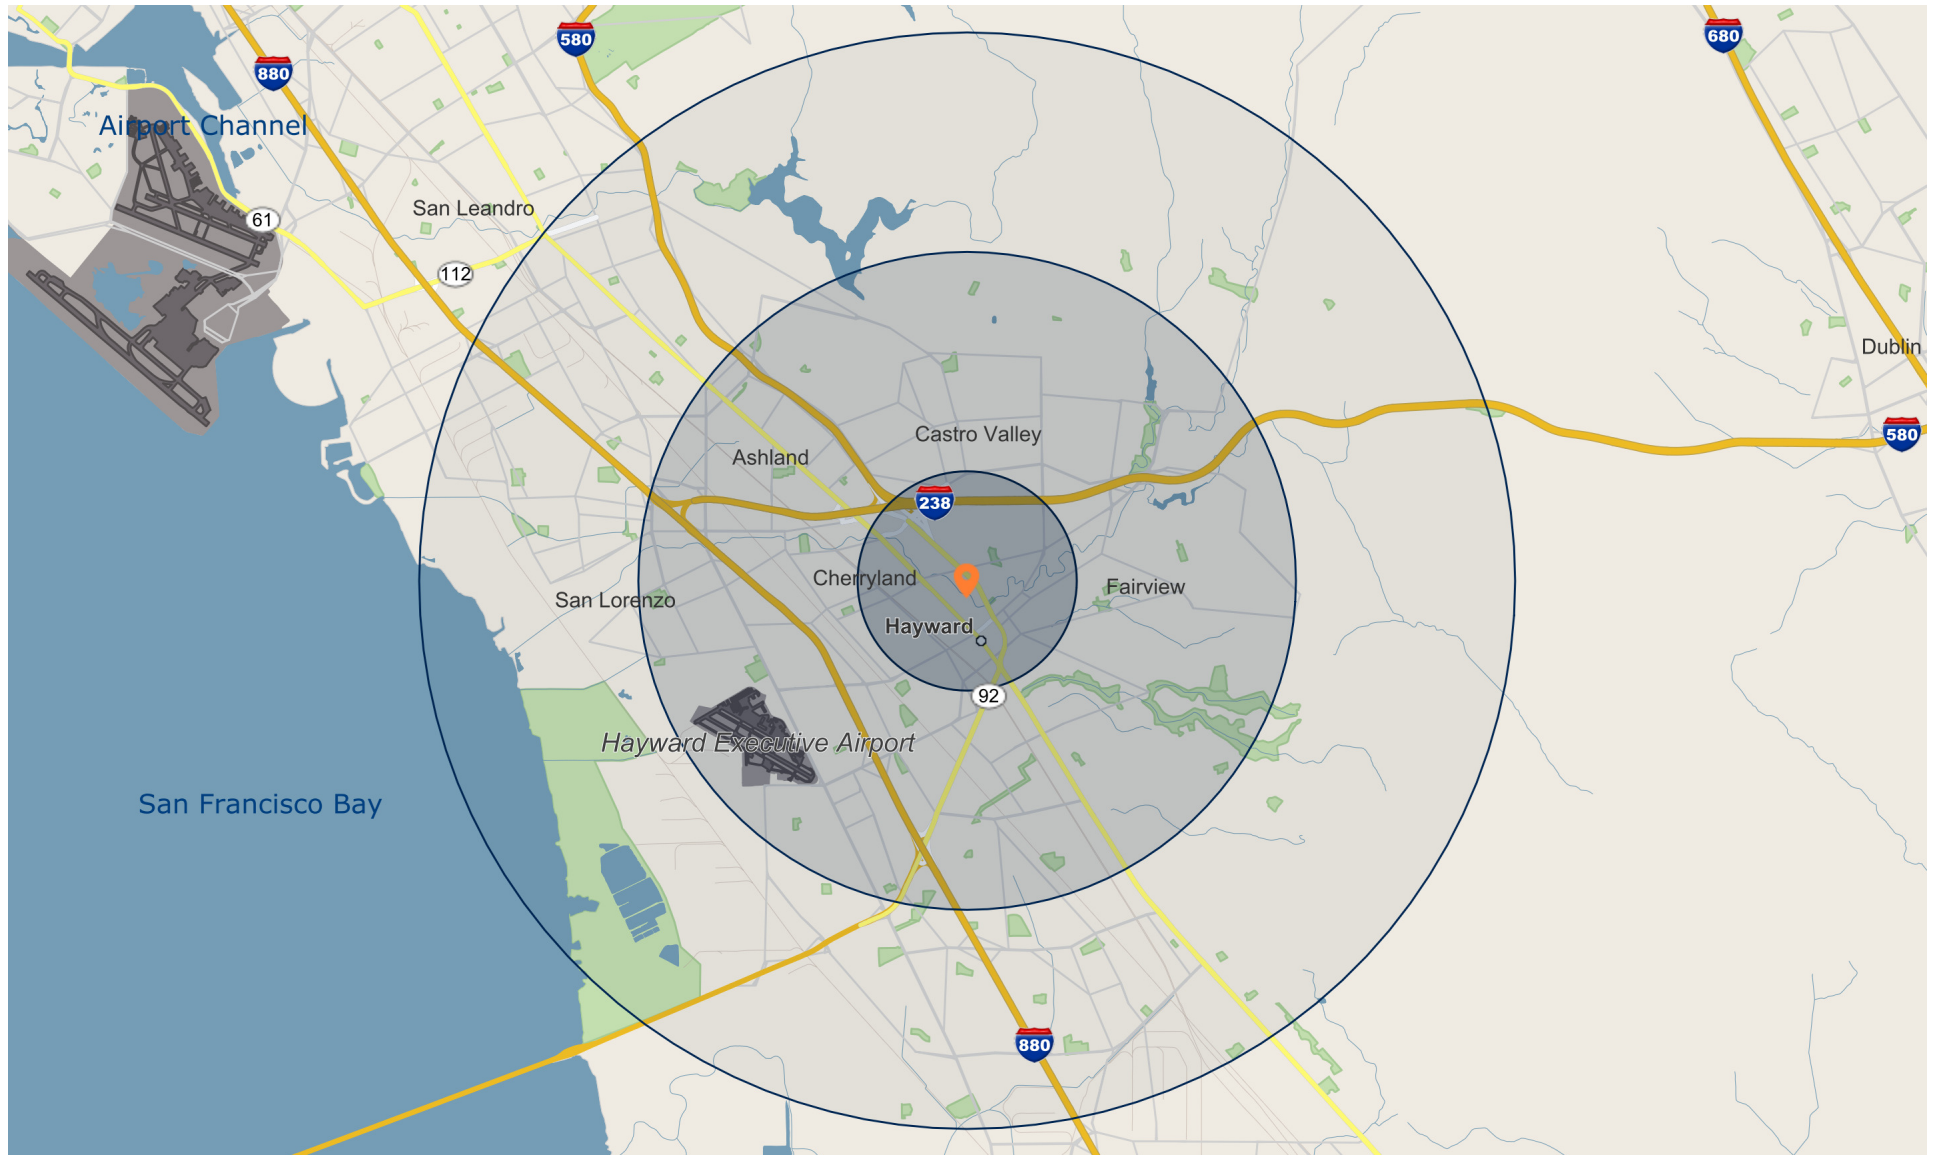 580
680
880
Airport Channel
San Leandro
61
112
Dublin
Castro Valley
580
Ashland
238
Cherryland
Fairview
San Lorenzo
Hayward
92
Hayward Executive Airport
San Francisco Bay
880